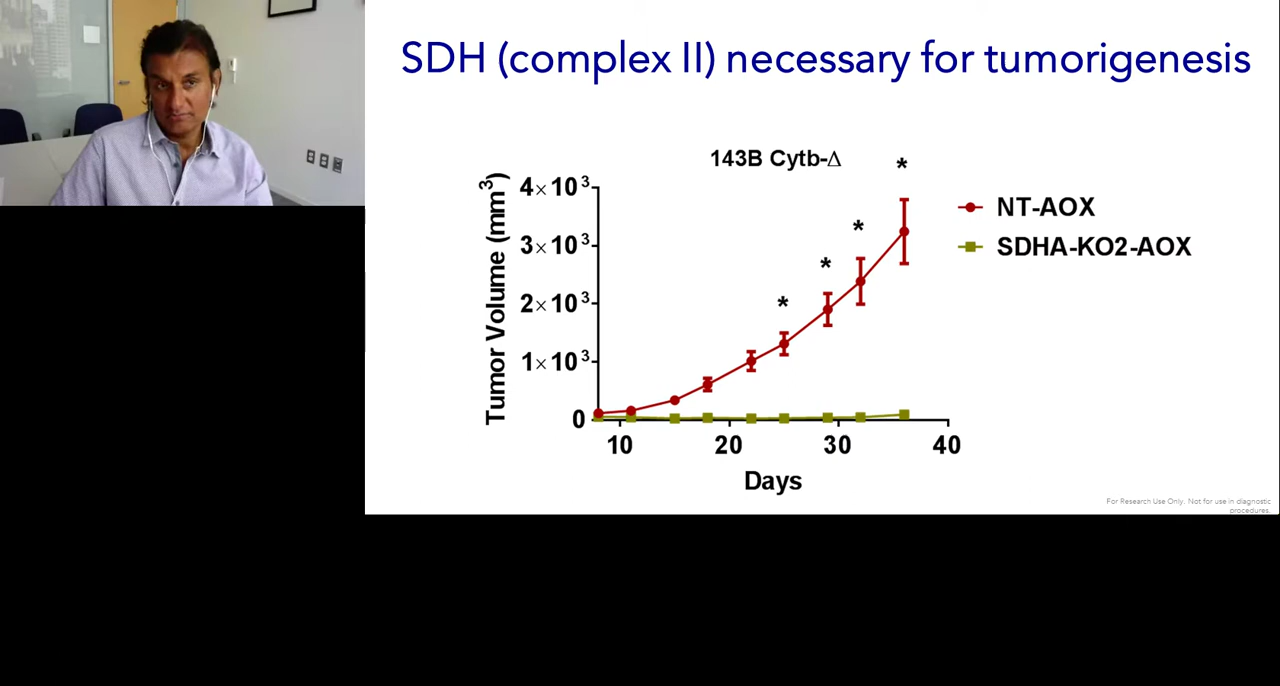 SDH (complex II) necessary for tumorigenesis
143B Cytb-Δ
Tumor Volume (mm³)
4×10³
3×10³
2×10³
1×10³
0
10 20 30 40
Days
* * * *
NT-AOX
SDHA-KO2-AOX
For Research Use Only. Not for use in diagnostic
procedures.